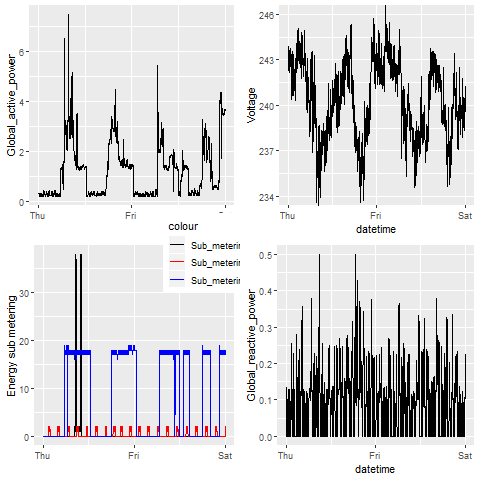 Global_active_power
6
4
2
0
Thu
Fri
colour
Voltage
246
243
240
237
234
Thu
Fri
Sat
datetime
Energy sub metering
30
20
10
0
Thu
Fri
Sat
Sub_meterin
Sub_meterin
Sub_meterin
Global_reactive_power
0.5
0.4
0.3
0.2
0.1
0.0
Thu
Fri
Sat
datetime